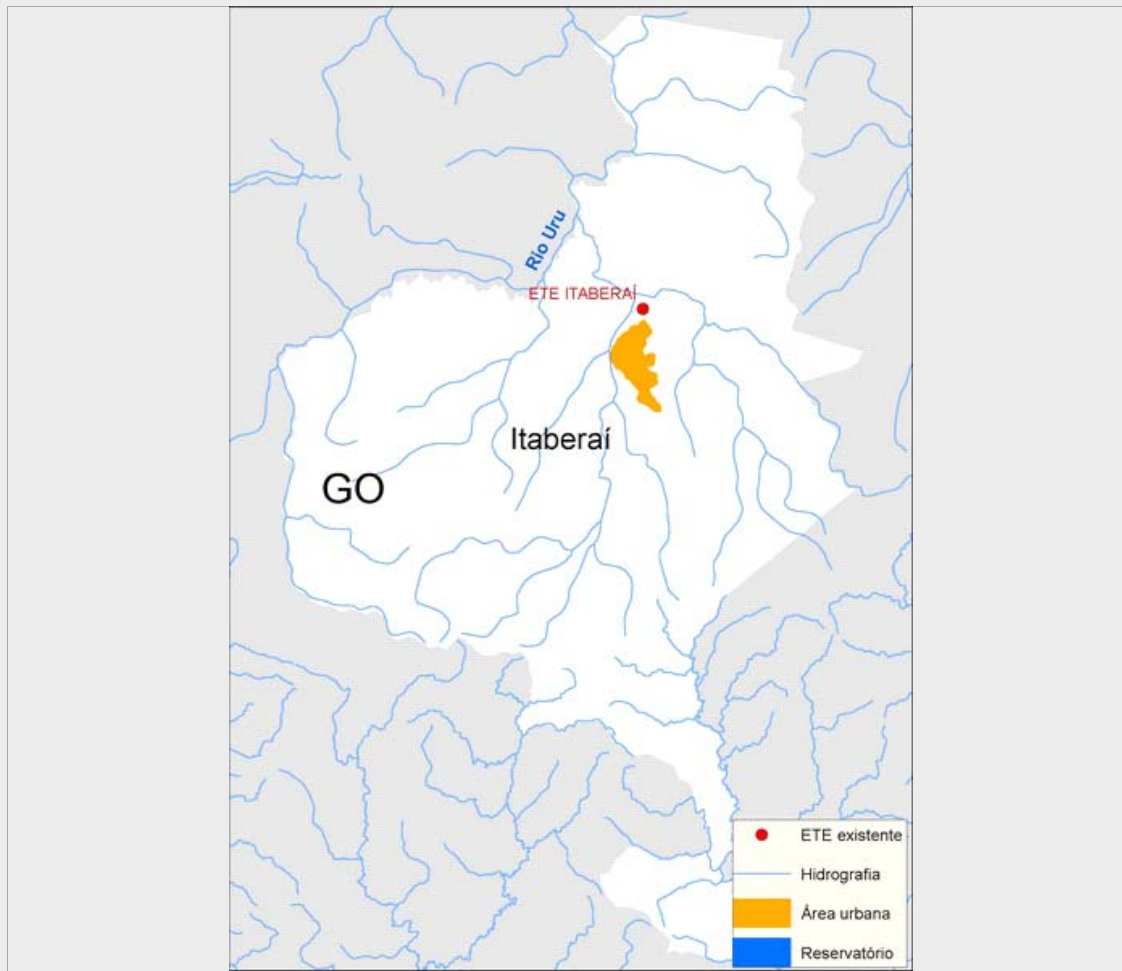 Rio Uru
ETE ITABERAÍ
Itaberaí
GO
ETE existente
Hidrografia
Área urbana
Reservatório